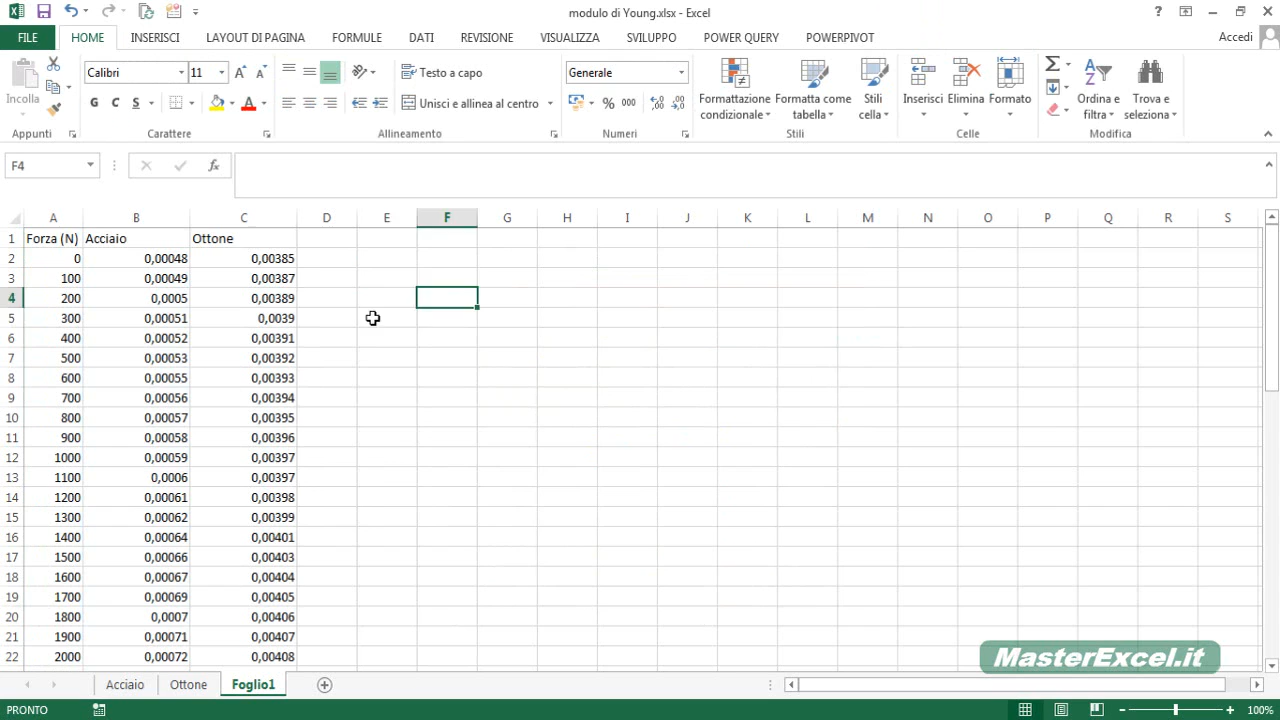 modulo di Young.xlsx - Excel
FILE HOME INSERISCI LAYOUT DI PAGINA FORMULE DATI REVISIONE VISUALIZZA SVILUPPO POWER QUERY POWERPIVOT Accedi
Incolla
Calibri 11
Testo a capo
Generale
G C S
Unisci e allinea al centro
% 000
Formattazione condizionale
Formatta come tabella
Stili cella
Inserisci Elimina Formato
Ordina e filtra
Trova e seleziona
Appunti Carattere Allineamento Numeri Stili Celle Modifica
F4 fx
A B C D E F G H I J K L M N O P Q R S
1 Forza (N) Acciaio Ottone
2 0 0,00048 0,00385
3 100 0,00049 0,00387
4 200 0,0005 0,00389
5 300 0,00051 0,0039
6 400 0,00052 0,00391
7 500 0,00053 0,00392
8 600 0,00055 0,00393
9 700 0,00056 0,00394
10 800 0,00057 0,00395
11 900 0,00058 0,00396
12 1000 0,00059 0,00397
13 1100 0,0006 0,00397
14 1200 0,00061 0,00398
15 1300 0,00062 0,00399
16 1400 0,00064 0,00401
17 1500 0,00066 0,00403
18 1600 0,00067 0,00404
19 1700 0,00069 0,00405
20 1800 0,0007 0,00406
21 1900 0,00071 0,00407
22 2000 0,00072 0,00408
MasterExcel.it
Acciaio Ottone Foglio1
PRONTO 100%